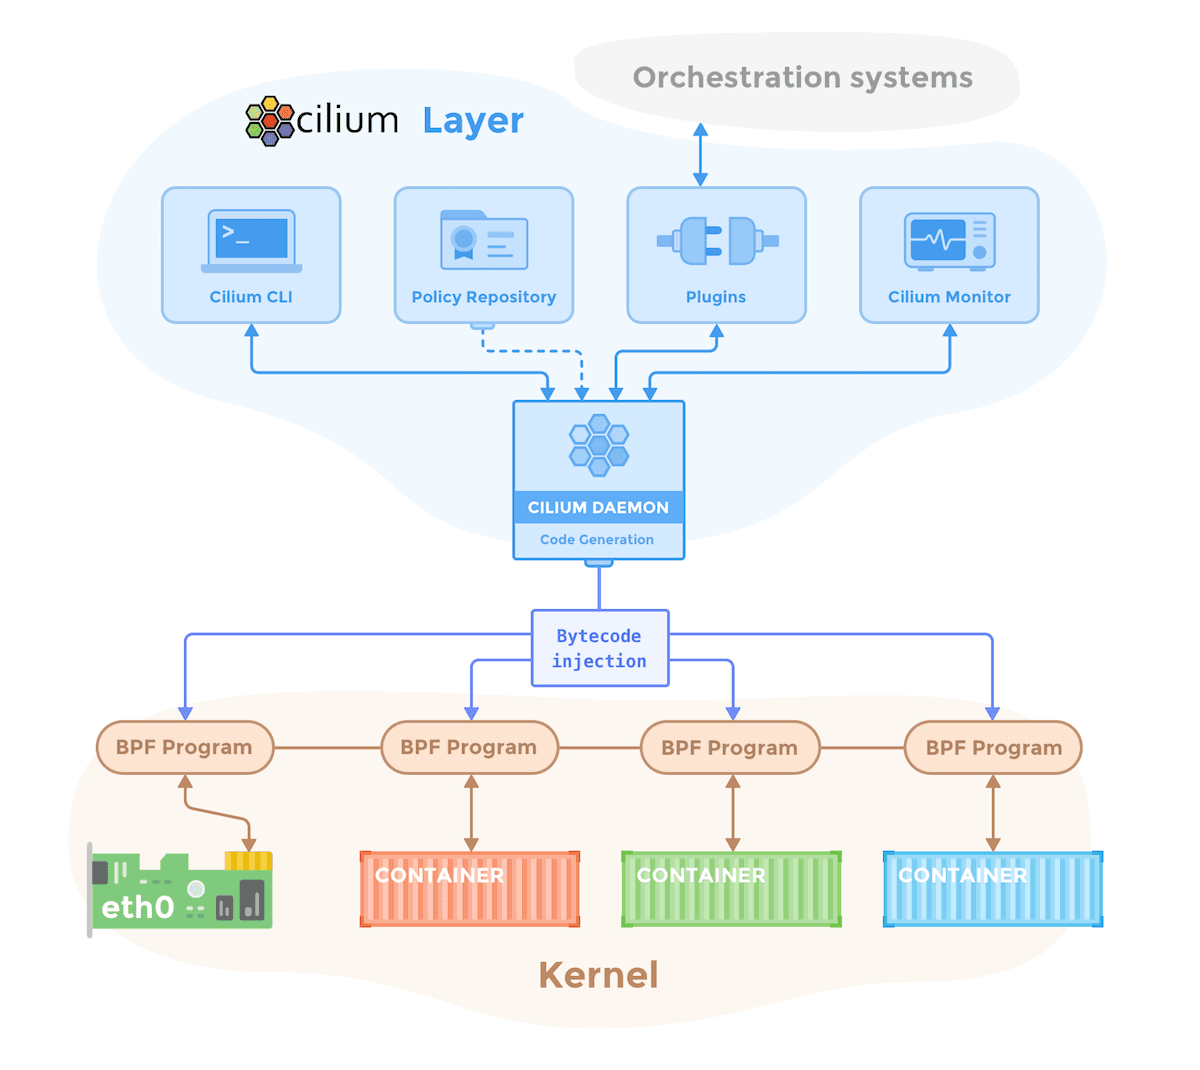 Orchestration systems
cilium Layer
>_
Cilium CLI
Policy Repository
Plugins
Cilium Monitor
CILIUM DAEMON
Code Generation
Bytecode
injection
BPF Program
BPF Program
BPF Program
BPF Program
eth0
CONTAINER
CONTAINER
CONTAINER
Kernel